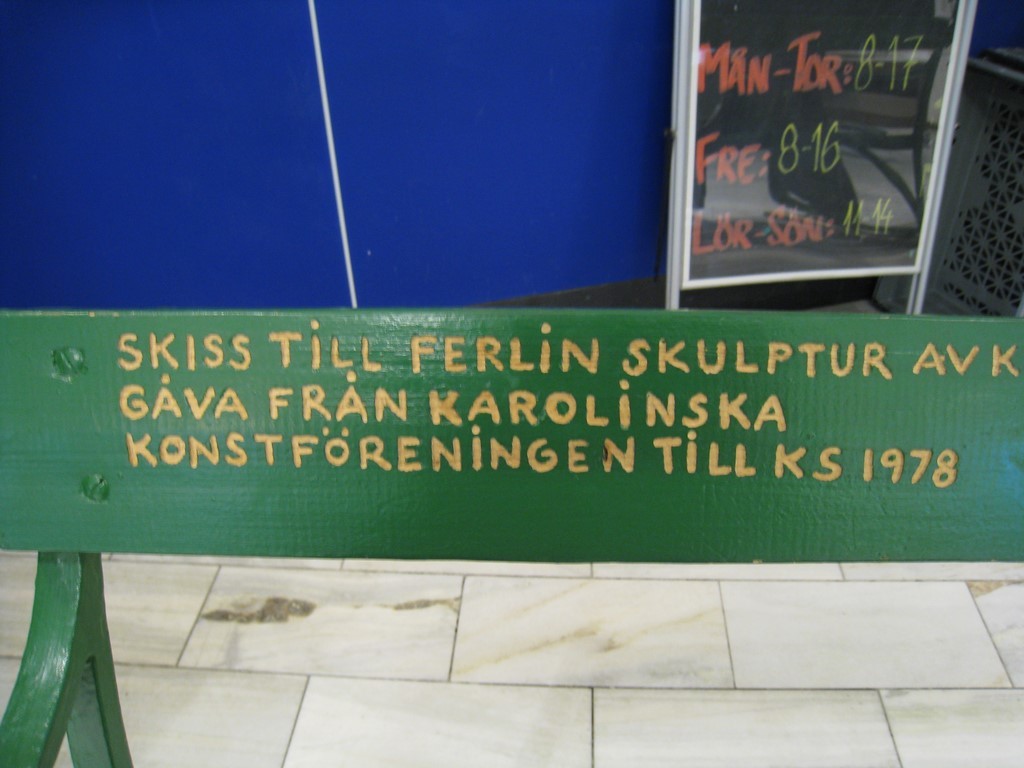 MÅN-TOR: 8-17
FRE: 8-16
LÖR-SÖN: 11-14
SKISS TILL FERLIN SKULPTUR AV K
GÅVA FRÅN KAROLINSKA
KONSTFÖRENINGEN TILL KS 1978